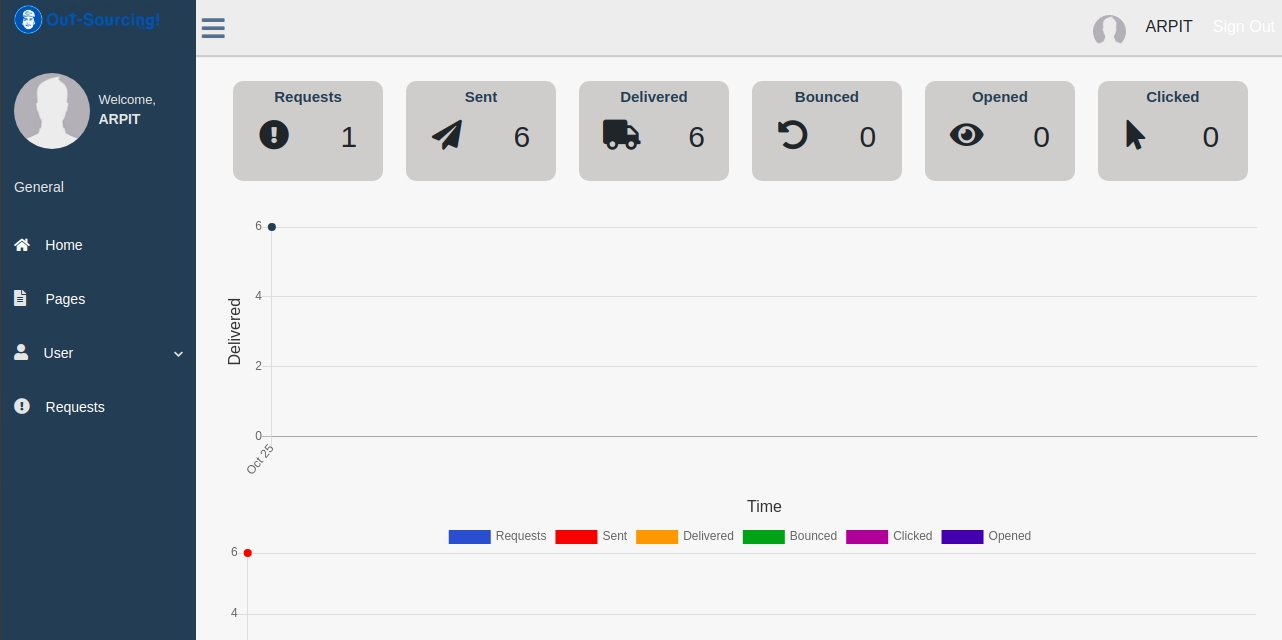 OuT-Sourcing!
ARPIT
Sign Out
Welcome,
ARPIT
General
Home
Pages
User
Requests
Requests
1
Sent
6
Delivered
6
Bounced
0
Opened
0
Clicked
0
6
4
2
0
Delivered
Oct 25
Time
Requests Sent Delivered Bounced Clicked Opened
6
4